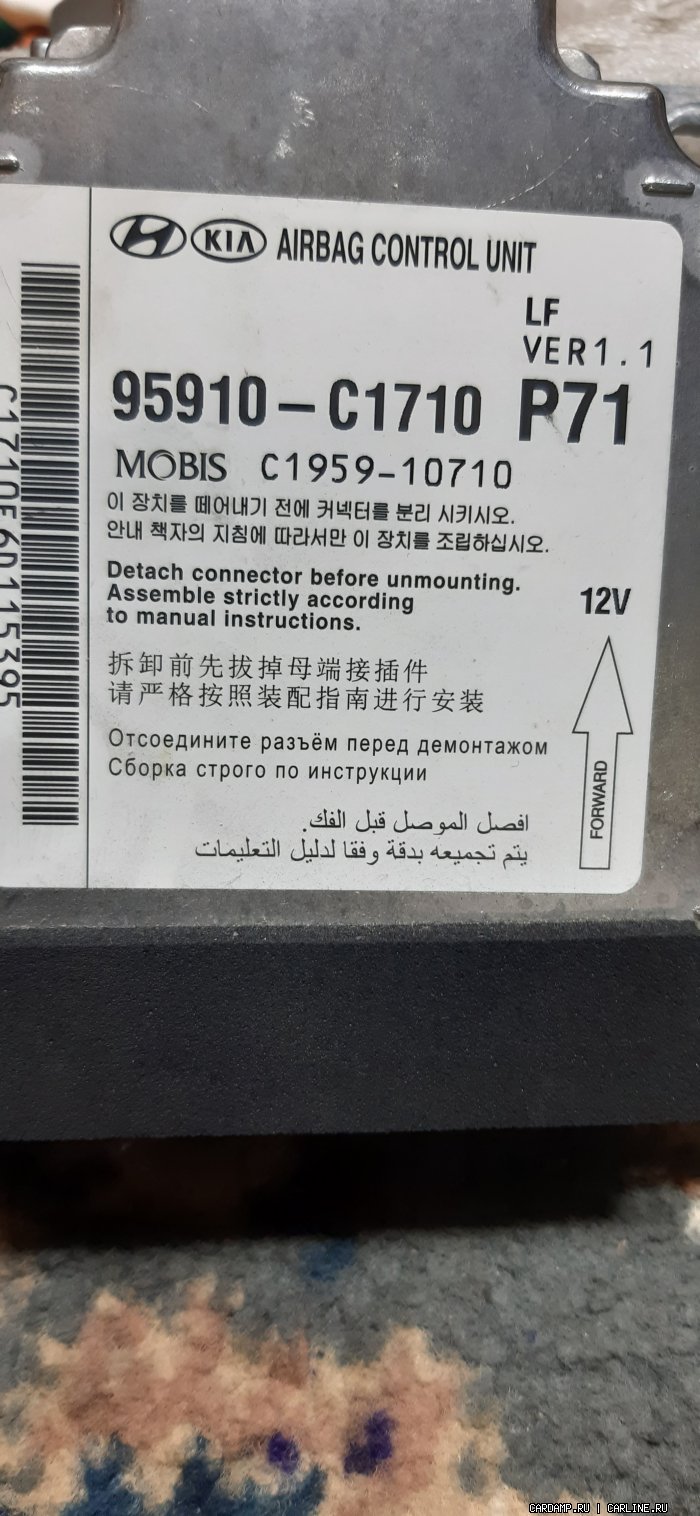 HYUNDAI KIA AIRBAG CONTROL UNIT
LF
VER1.1
95910-C1710 P71
MOBIS C1959-10710
이 장치를 떼어내기 전에 커넥터를 분리 시키시오.
안내 책자의 지침에 따라서만 이 장치를 조립하십시오.
Detach connector before unmounting.
Assemble strictly according
to manual instructions.
12V
拆卸前先拔掉母端接插件
请严格按照装配指南进行安装
Отсоедините разъём перед демонтажом
Сборка строго по инструкции
افصل الموصل قبل الفك.
يتم تجميعه بدقة وفقا لدليل التعليمات
FORWARD
CARDAMP.RU | CARLINE.RU